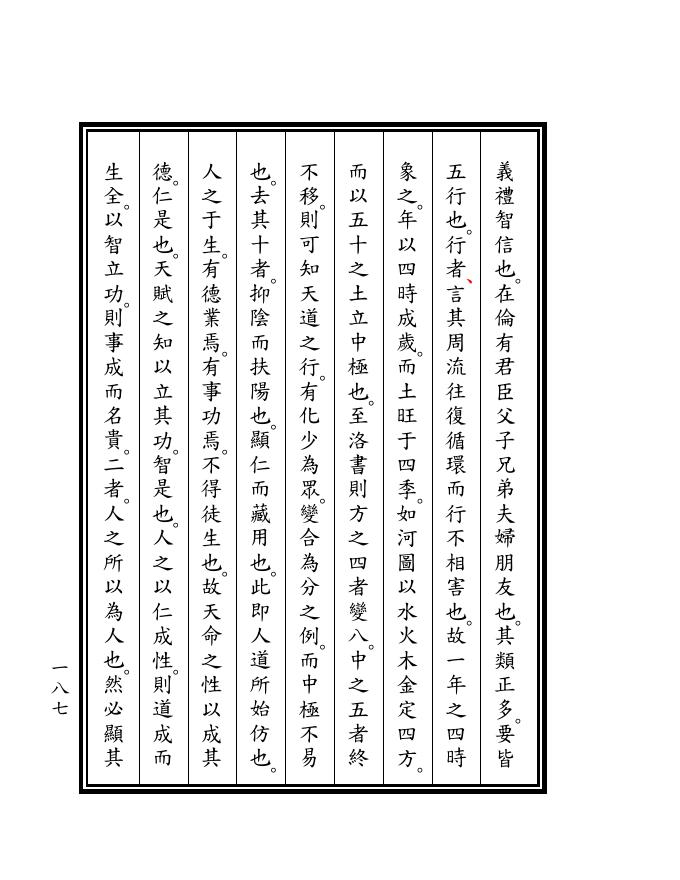 義禮智信也。在倫有君臣父子兄弟夫婦朋友也。其類正多。要皆
五行也。行者、言其周流往復循環而行不相害也。故一年之四時
象之。年以四時成歲。而土旺于四季。如河圖以水火木金定四方。
而以五十之土立中極也。至洛書則方之四者變八。中之五者終
不移。則可知天道之行。有化少為眾。變合為分之例。而中極不易
也。去其十者。抑陰而扶陽也。顯仁而藏用也。此即人道所始仿也。
人之于生。有德業焉。有事功焉。不得徒生也。故天命之性以成其
德。仁是也。天賦之知以立其功。智是也。人之以仁成性。則道成而
生全。以智立功。則事成而名貴。二者。人之所以為人也。然必顯其
一八七